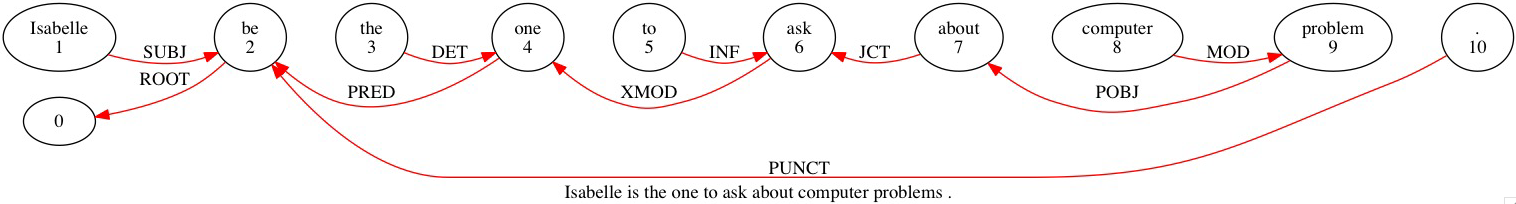 Isabelle be the one to ask about computer problem .
1 2 3 4 5 6 7 8 9 10
SUBJ DET INF JCT MOD
ROOT PRED XMOD POBJ
0
PUNCT
Isabelle is the one to ask about computer problems .